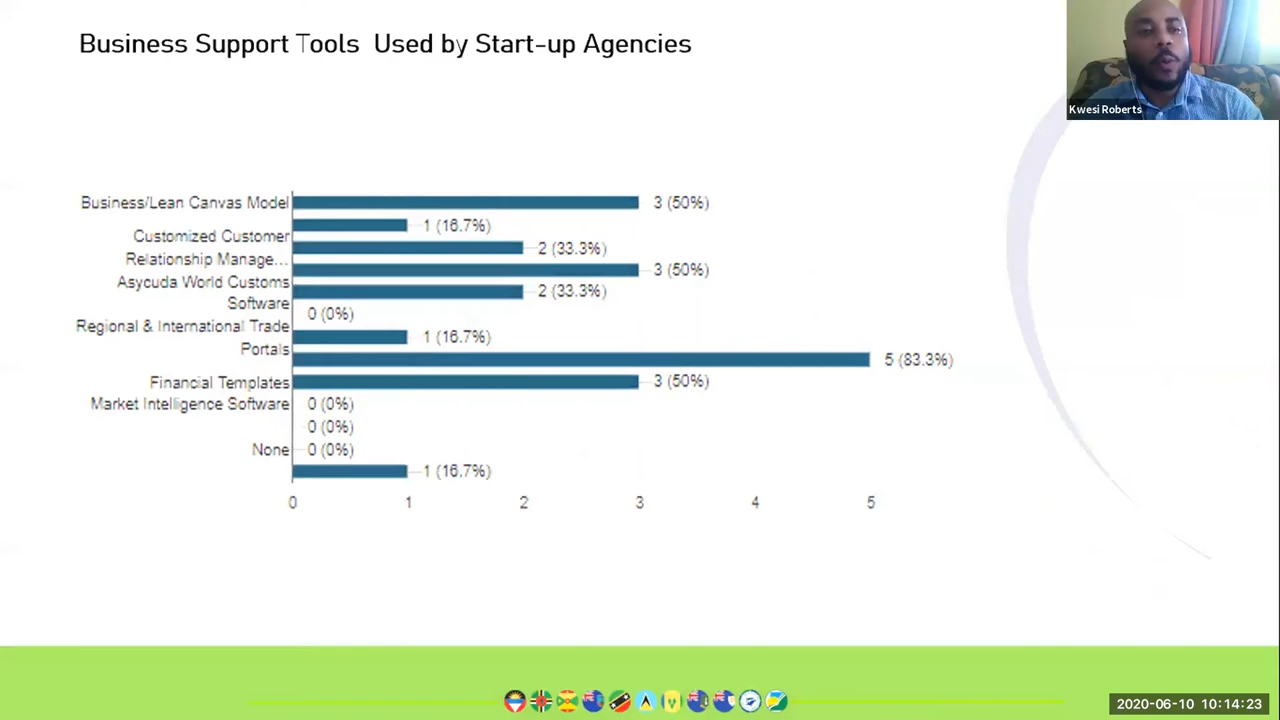 Business Support Tools Used by Start-up Agencies
Kwesi Roberts
Business/Lean Canvas Model
3 (50%)
1 (16.7%)
Customized Customer
Relationship Manage...
2 (33.3%)
3 (50%)
Asycuda World Customs
Software
2 (33.3%)
0 (0%)
Regional & International Trade
Portals
1 (16.7%)
5 (83.3%)
Financial Templates
3 (50%)
Market Intelligence Software
0 (0%)
0 (0%)
None
0 (0%)
1 (16.7%)
0 1 2 3 4 5
2020-06-10 10:14:23